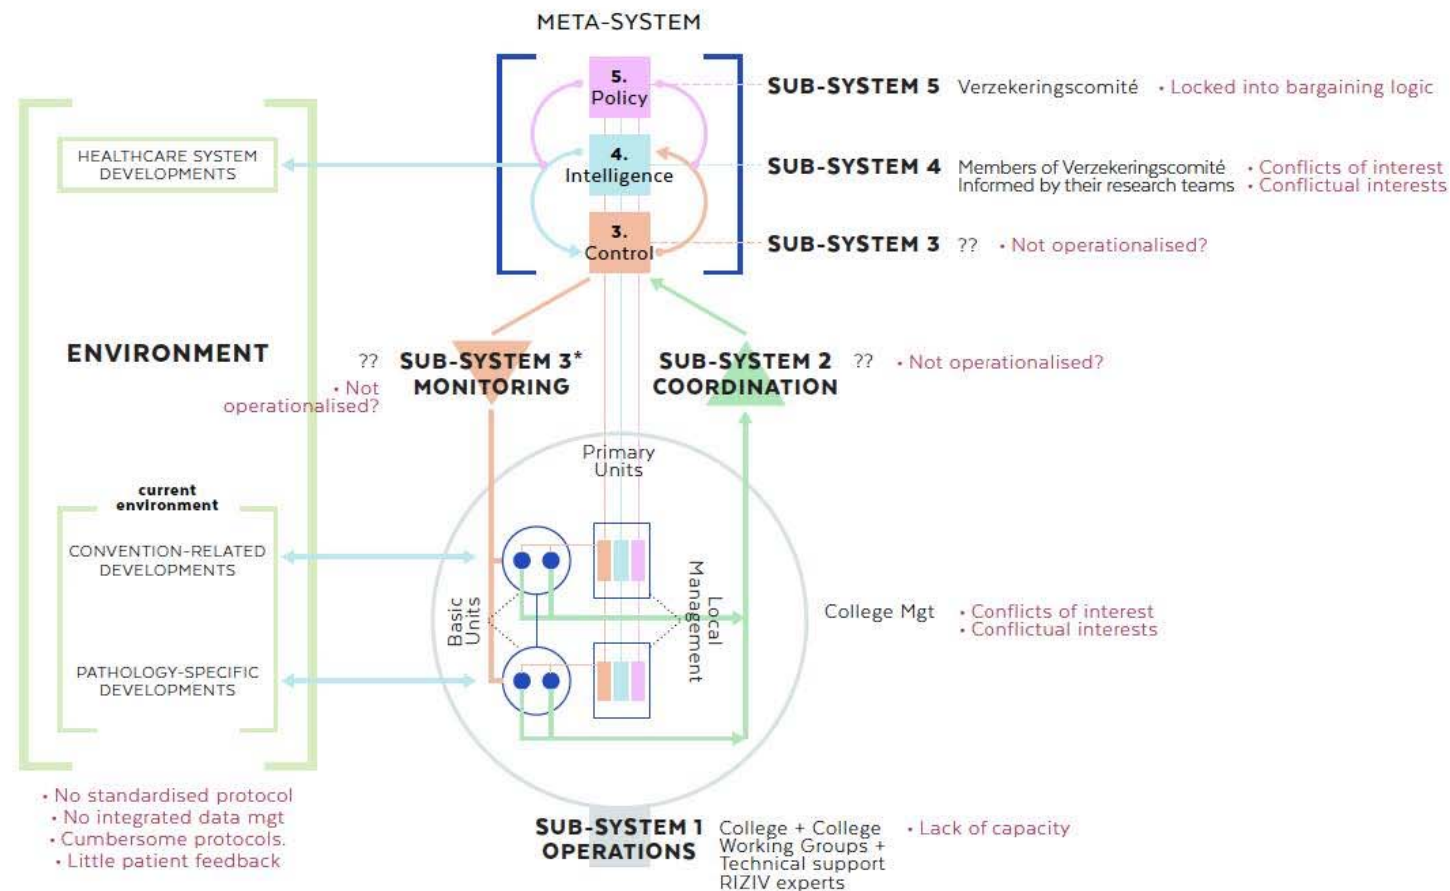 META-SYSTEM
5.
Policy
SUB-SYSTEM 5 Verzekeringscomité • Locked into bargaining logic
HEALTHCARE SYSTEM
DEVELOPMENTS
4.
Intelligence
SUB-SYSTEM 4 Members of Verzekeringscomité • Conflicts of interest
Informed by their research teams • Conflictual interests
3.
Control
SUB-SYSTEM 3 ?? • Not operationalised?
ENVIRONMENT
?? SUB-SYSTEM 3*
MONITORING
• Not
operationalised?
SUB-SYSTEM 2 ?? • Not operationalised?
COORDINATION
Primary
Units
current
environment
CONVENTION-RELATED
DEVELOPMENTS
Basic
Units
Local
Management
College Mgt • Conflicts of interest
• Conflictual interests
PATHOLOGY-SPECIFIC
DEVELOPMENTS
• No standardised protocol
• No integrated data mgt
• Cumbersome protocols.
• Little patient feedback
SUB-SYSTEM 1
OPERATIONS
College + College • Lack of capacity
Working Groups +
Technical support
RIZIV experts